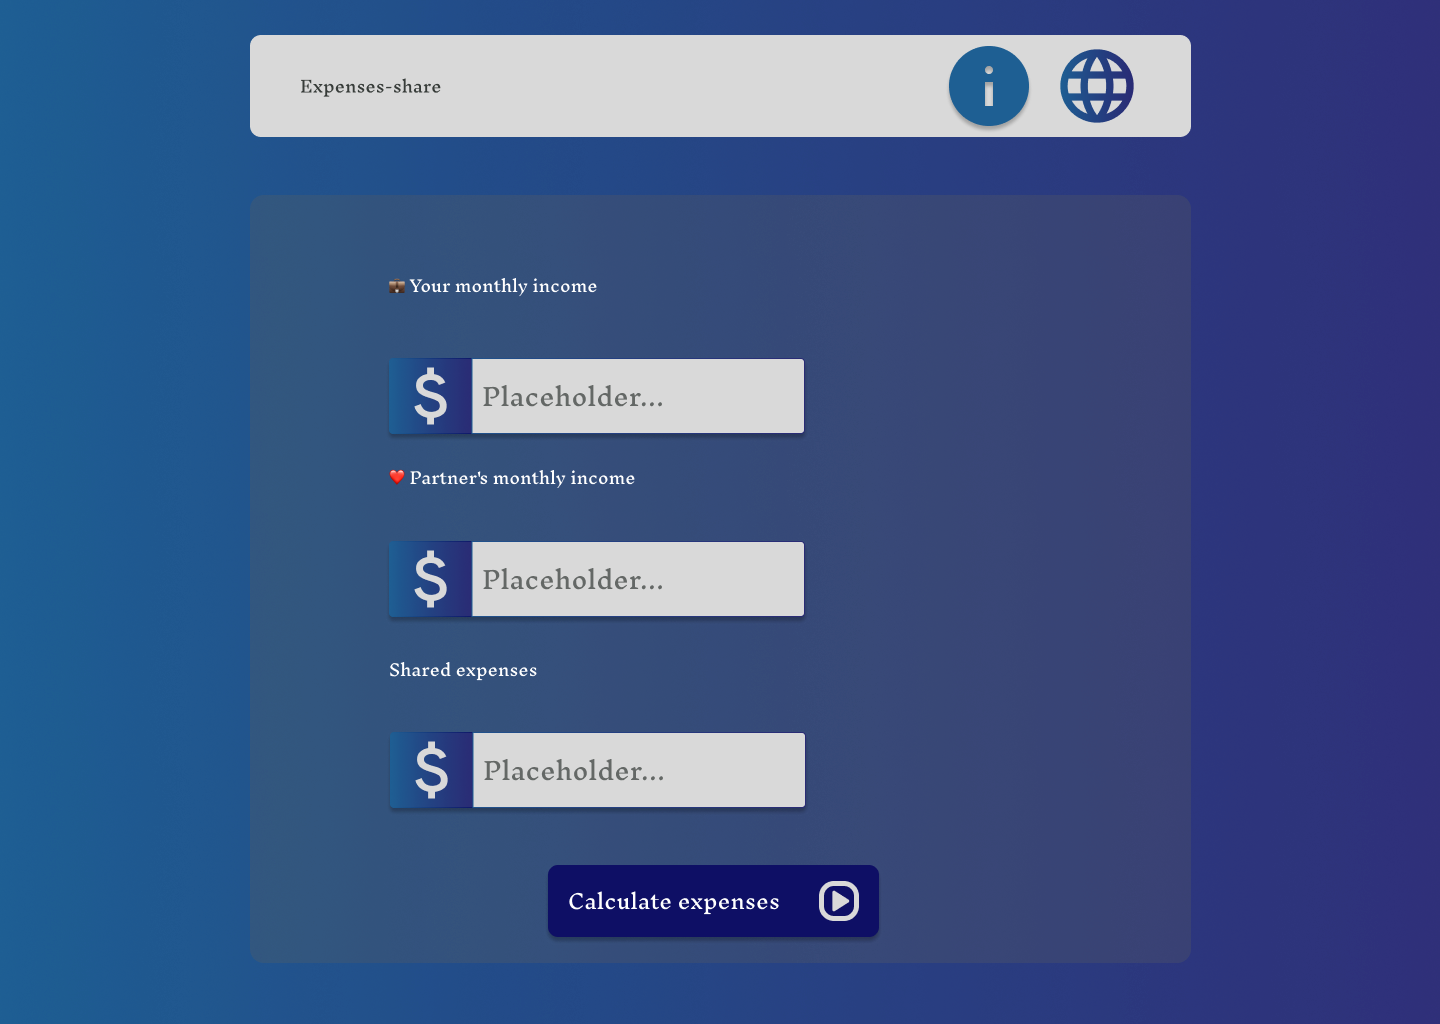 Expenses-share
💼 Your monthly income
$ Placeholder...
❤️ Partner's monthly income
$ Placeholder...
Shared expenses
$ Placeholder...
Calculate expenses